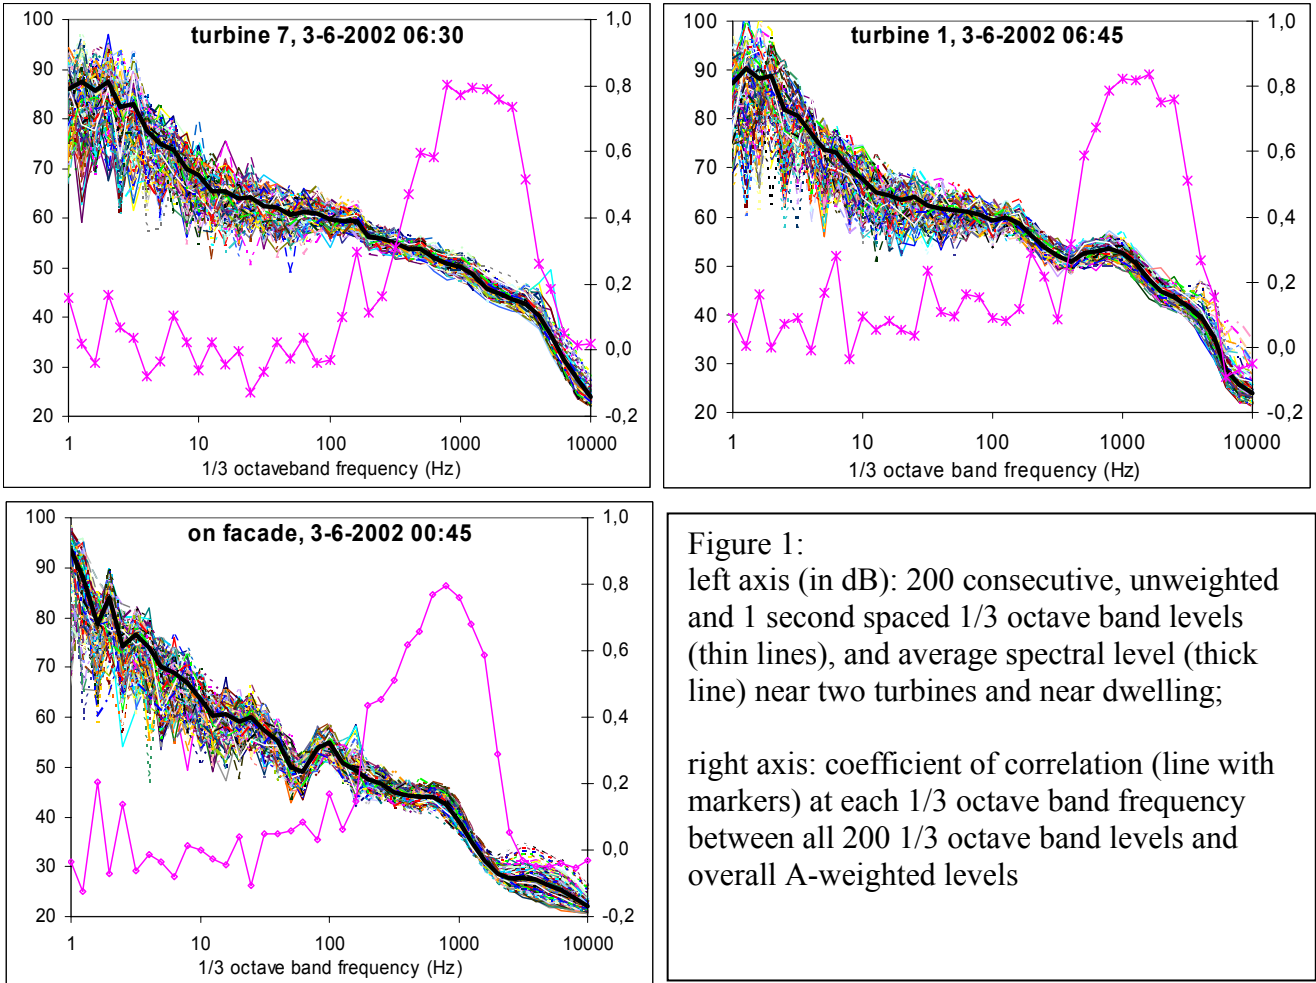 turbine 7, 3-6-2002 06:30
100
90
80
70
60
50
40
30
20
1,0
0,8
0,6
0,4
0,2
0,0
-0,2
1 10 100 1000 10000
1/3 octaveband frequency (Hz)
turbine 1, 3-6-2002 06:45
100
90
80
70
60
50
40
30
20
1,0
0,8
0,6
0,4
0,2
0,0
-0,2
1 10 100 1000 10000
1/3 octave band frequency (Hz)
on facade, 3-6-2002 00:45
100
90
80
70
60
50
40
30
20
1,0
0,8
0,6
0,4
0,2
0,0
-0,2
1 10 100 1000 10000
1/3 octave band frequency (Hz)
Figure 1:
left axis (in dB): 200 consecutive, unweighted
and 1 second spaced 1/3 octave band levels
(thin lines), and average spectral level (thick
line) near two turbines and near dwelling;
right axis: coefficient of correlation (line with
markers) at each 1/3 octave band frequency
between all 200 1/3 octave band levels and
overall A-weighted levels